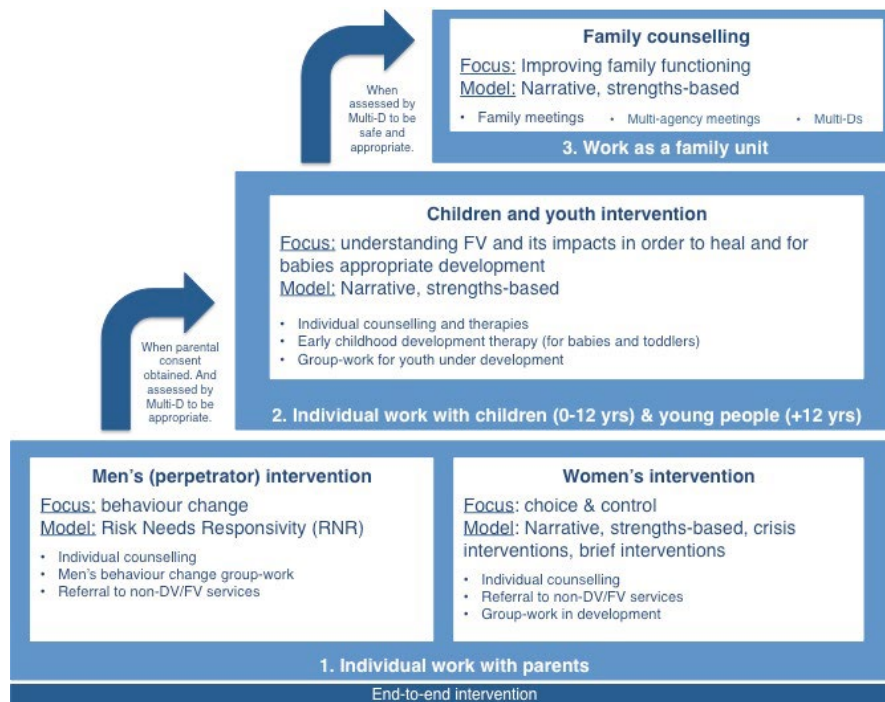 Family counselling
Focus: Improving family functioning
Model: Narrative, strengths-based
• Family meetings • Multi-agency meetings • Multi-Ds
3. Work as a family unit
When
assessed by
Multi-D to be
safe and
appropriate.
Children and youth intervention
Focus: understanding FV and its impacts in order to heal and for
babies appropriate development
Model: Narrative, strengths-based
• Individual counselling and therapies
• Early childhood development therapy (for babies and toddlers)
• Group-work for youth under development
2. Individual work with children (0-12 yrs) & young people (+12 yrs)
When parental
consent
obtained. And
assessed by
Multi-D to be
appropriate.
Men's (perpetrator) intervention
Focus: behaviour change
Model: Risk Needs Responsivity (RNR)
• Individual counselling
• Men's behaviour change group-work
• Referral to non-DV/FV services
Women's intervention
Focus: choice & control
Model: Narrative, strengths-based, crisis
interventions, brief interventions
• Individual counselling
• Referral to non-DV/FV services
• Group-work in development
1. Individual work with parents
End-to-end intervention